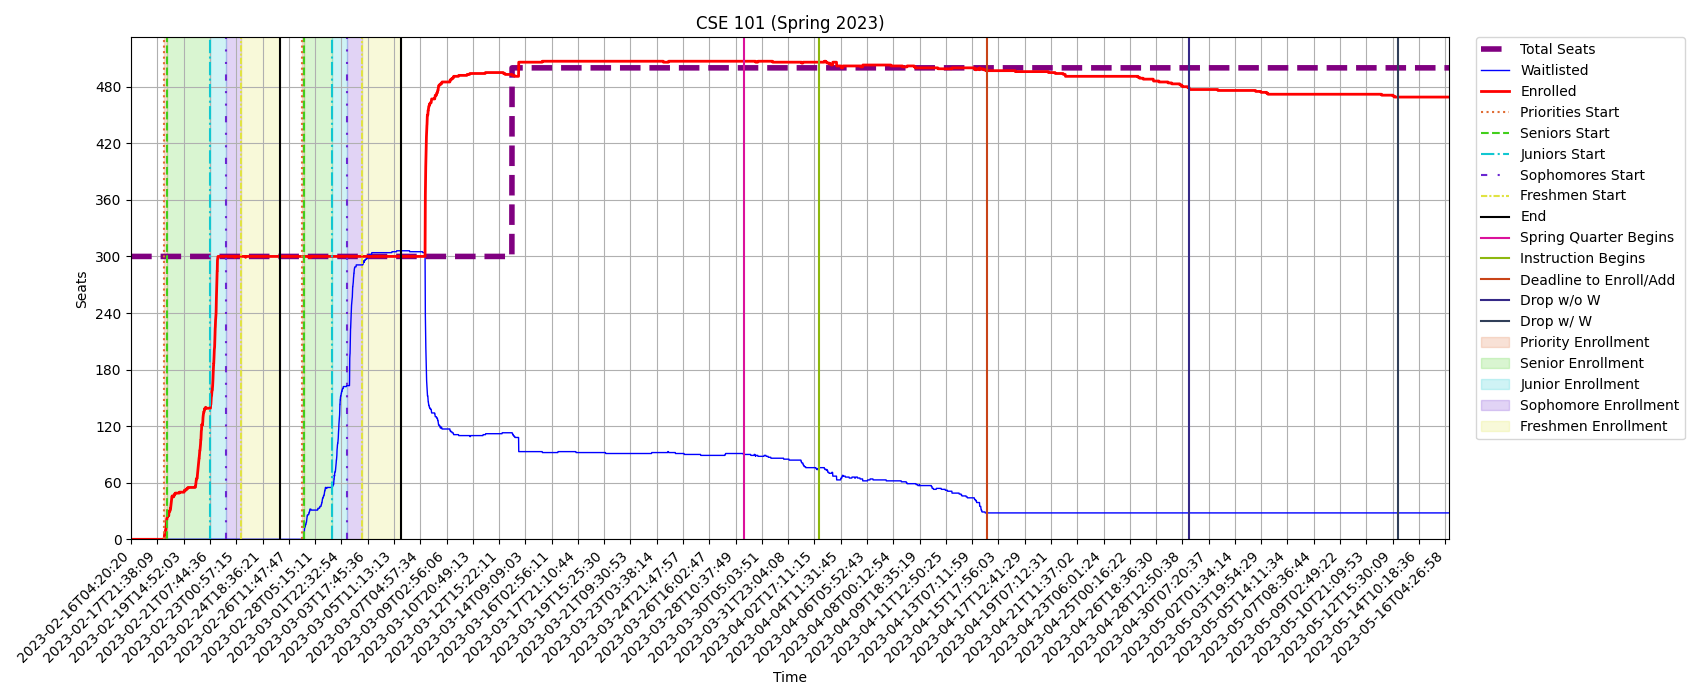 CSE 101 (Spring 2023)
Seats
480
420
360
300
240
180
120
60
0
2023-02-16T04:20:20
2023-02-17T21:38:09
2023-02-19T14:52:03
2023-02-21T07:44:36
2023-02-23T00:57:15
2023-02-24T18:36:23
2023-02-26T11:47:47
2023-02-28T05:15:11
2023-03-01T22:32:54
2023-03-03T17:45:36
2023-03-05T11:13:13
2023-03-07T04:57:34
2023-03-09T02:56:06
2023-03-10T20:49:13
2023-03-12T15:22:11
2023-03-14T09:09:03
2023-03-16T02:56:11
2023-03-17T21:10:44
2023-03-19T15:25:30
2023-03-21T09:30:53
2023-03-23T03:38:14
2023-03-24T21:47:57
2023-03-26T16:02:47
2023-03-28T10:37:49
2023-03-30T05:03:51
2023-03-31T23:04:08
2023-04-02T17:11:15
2023-04-04T11:31:45
2023-04-06T05:52:43
2023-04-08T00:12:54
2023-04-09T18:35:19
2023-04-11T12:50:25
2023-04-13T07:11:59
2023-04-15T17:56:03
2023-04-17T12:41:29
2023-04-19T07:12:31
2023-04-21T11:37:02
2023-04-23T06:01:24
2023-04-25T00:16:22
2023-04-26T18:36:30
2023-04-28T12:50:38
2023-04-30T07:20:37
2023-05-02T01:34:14
2023-05-03T19:54:29
2023-05-05T14:11:34
2023-05-07T08:36:44
2023-05-09T02:49:22
2023-05-10T21:09:53
2023-05-12T15:30:09
2023-05-14T10:18:36
2023-05-16T04:26:58
Time
Total Seats
Waitlisted
Enrolled
Priorities Start
Seniors Start
Juniors Start
Sophomores Start
Freshmen Start
End
Spring Quarter Begins
Instruction Begins
Deadline to Enroll/Add
Drop w/o W
Drop w/ W
Priority Enrollment
Senior Enrollment
Junior Enrollment
Sophomore Enrollment
Freshmen Enrollment